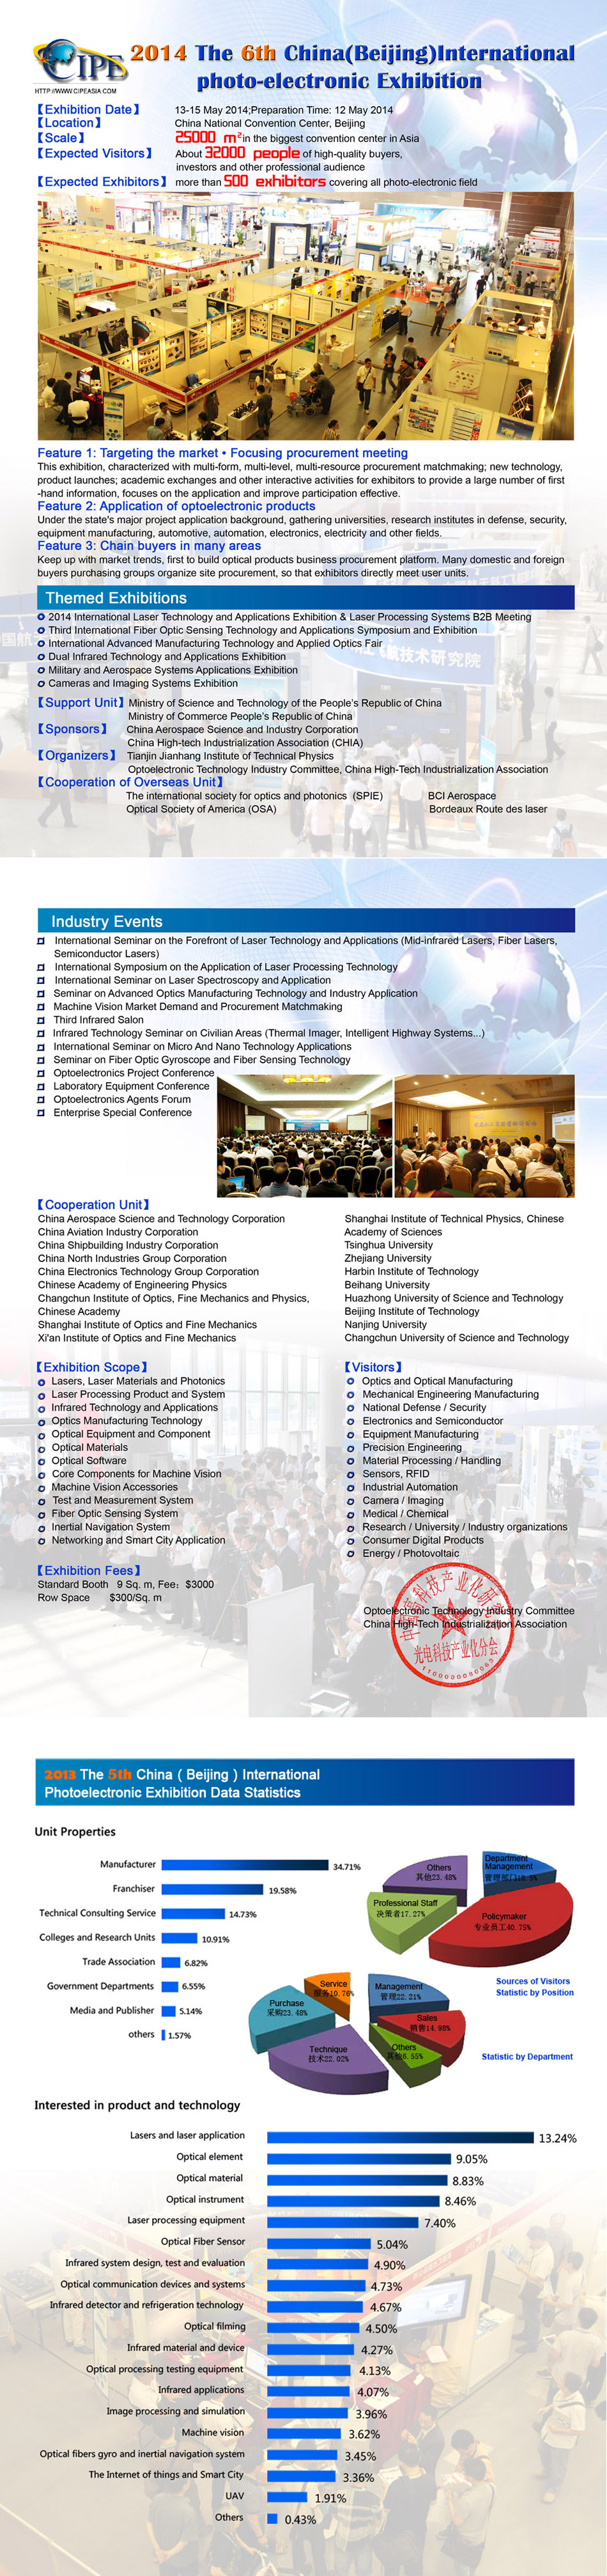 CIPE
HTTP://WWW.CIPEASIA.COM
2014 The 6th China(Beijing)International
photo-electronic Exhibition
【Exhibition Date】 13-15 May 2014;Preparation Time: 12 May 2014
【Location】 China National Convention Center, Beijing
【Scale】 25000 m²in the biggest convention center in Asia
【Expected Visitors】 About 32000 people of high-quality buyers,
investors and other professional audience
【Expected Exhibitors】 more than 500 exhibitors covering all photo-electronic field
Feature 1: Targeting the market • Focusing procurement meeting
This exhibition, characterized with multi-form, multi-level, multi-resource procurement matchmaking; new technology,
product launches; academic exchanges and other interactive activities for exhibitors to provide a large number of first
-hand information, focuses on the application and improve participation effective.
Feature 2: Application of optoelectronic products
Under the state's major project application background, gathering universities, research institutes in defense, security,
equipment manufacturing, automotive, automation, electronics, electricity and other fields.
Feature 3: Chain buyers in many areas
Keep up with market trends, first to build optical products business procurement platform. Many domestic and foreign
buyers purchasing groups organize site procurement, so that exhibitors directly meet user units.
Themed Exhibitions
2014 International Laser Technology and Applications Exhibition & Laser Processing Systems B2B Meeting
Third International Fiber Optic Sensing Technology and Applications Symposium and Exhibition
International Advanced Manufacturing Technology and Applied Optics Fair
Dual Infrared Technology and Applications Exhibition
Military and Aerospace Systems Applications Exhibition
Cameras and Imaging Systems Exhibition
【Support Unit】 Ministry of Science and Technology of the People's Republic of China
Ministry of Commerce People's Republic of China
【Sponsors】 China Aerospace Science and Industry Corporation
China High-tech Industrialization Association (CHIA)
【Organizers】 Tianjin Jianhang Institute of Technical Physics
Optoelectronic Technology Industry Committee, China High-Tech Industrialization Association
【Cooperation of Overseas Unit】
The international society for optics and photonics (SPIE) BCI Aerospace
Optical Society of America (OSA) Bordeaux Route des laser
Industry Events
International Seminar on the Forefront of Laser Technology and Applications (Mid-infrared Lasers, Fiber Lasers,
Semiconductor Lasers)
International Symposium on the Application of Laser Processing Technology
International Seminar on Laser Spectroscopy and Application
Seminar on Advanced Optics Manufacturing Technology and Industry Application
Machine Vision Market Demand and Procurement Matchmaking
Third Infrared Salon
Infrared Technology Seminar on Civilian Areas (Thermal Imager, Intelligent Highway Systems...)
International Seminar on Micro And Nano Technology Applications
Seminar on Fiber Optic Gyroscope and Fiber Sensing Technology
Optoelectronics Project Conference
Laboratory Equipment Conference
Optoelectronics Agents Forum
Enterprise Special Conference
【Cooperation Unit】
China Aerospace Science and Technology Corporation
China Aviation Industry Corporation
China Shipbuilding Industry Corporation
China North Industries Group Corporation
China Electronics Technology Group Corporation
Chinese Academy of Engineering Physics
Changchun Institute of Optics, Fine Mechanics and Physics,
Chinese Academy
Shanghai Institute of Optics and Fine Mechanics
Xi'an Institute of Optics and Fine Mechanics
Shanghai Institute of Technical Physics, Chinese
Academy of Sciences
Tsinghua University
Zhejiang University
Harbin Institute of Technology
Beihang University
Huazhong University of Science and Technology
Beijing Institute of Technology
Nanjing University
Changchun University of Science and Technology
【Exhibition Scope】
Lasers, Laser Materials and Photonics
Laser Processing Product and System
Infrared Technology and Applications
Optics Manufacturing Technology
Optical Equipment and Component
Optical Materials
Optical Software
Core Components for Machine Vision
Machine Vision Accessories
Test and Measurement System
Fiber Optic Sensing System
Inertial Navigation System
Networking and Smart City Application
【Visitors】
Optics and Optical Manufacturing
Mechanical Engineering Manufacturing
National Defense / Security
Electronics and Semiconductor
Equipment Manufacturing
Precision Engineering
Material Processing / Handling
Sensors, RFID
Industrial Automation
Camera / Imaging
Medical / Chemical
Research / University / Industry organizations
Consumer Digital Products
Energy / Photovoltaic
【Exhibition Fees】
Standard Booth 9 Sq. m, Fee: $3000
Row Space $300/Sq. m
Optoelectronic Technology Industry Committee
China High-Tech Industrialization Association
光电科技产业化分会
2013 The 5th China ( Beijing ) International
Photoelectronic Exhibition Data Statistics
Unit Properties
Manufacturer 34.71%
Franchiser 19.58%
Technical Consulting Service 14.73%
Colleges and Research Units 10.91%
Trade Association 6.82%
Government Departments 6.55%
Media and Publisher 5.14%
others 1.57%
Others
其他23.48%
Department
Management
管理部门18.5%
Professional Staff
决策者17.27%
Policymaker
专业员工40.75%
Sources of Visitors
Statistic by Position
Service
服务10.76%
Management
管理22.21%
Purchase
采购23.48%
Sales
销售14.98%
Others
其他6.55%
Technique
技术22.02%
Statistic by Department
Interested in product and technology
Lasers and laser application 13.24%
Optical element 9.05%
Optical material 8.83%
Optical instrument 8.46%
Laser processing equipment 7.40%
Optical Fiber Sensor 5.04%
Infrared system design, test and evaluation 4.90%
Optical communication devices and systems 4.73%
Infrared detector and refrigeration technology 4.67%
Optical filming 4.50%
Infrared material and device 4.27%
Optical processing testing equipment 4.13%
Infrared applications 4.07%
Image processing and simulation 3.96%
Machine vision 3.62%
Optical fibers gyro and inertial navigation system 3.45%
The Internet of things and Smart City 3.36%
UAV 1.91%
Others 0.43%